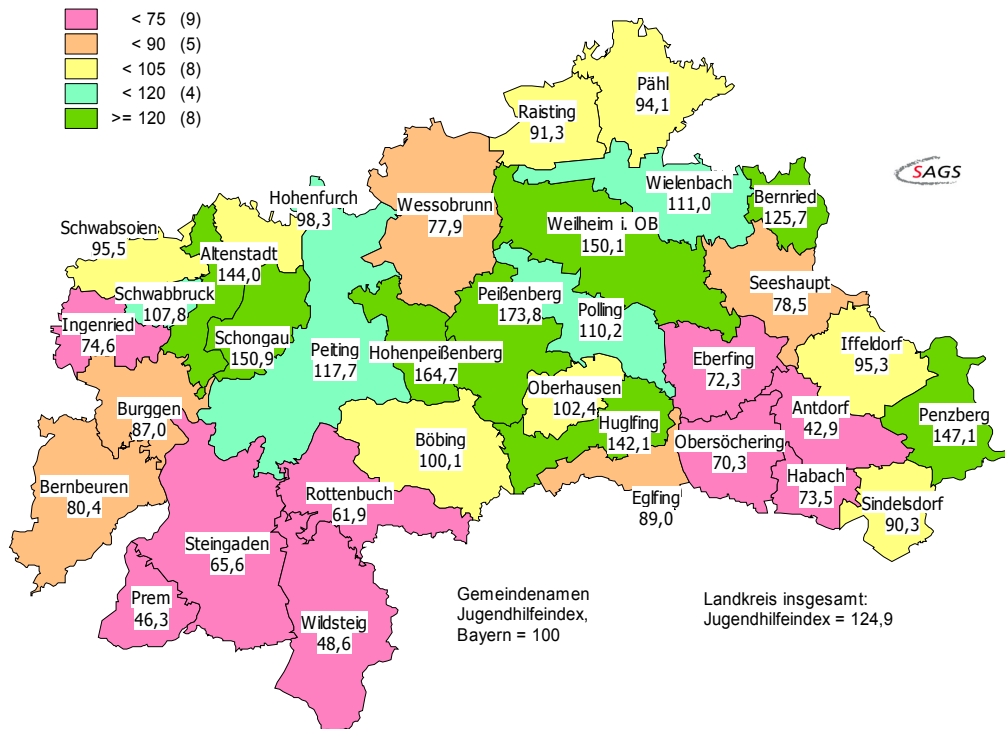 < 75 (9)
< 90 (5)
< 105 (8)
< 120 (4)
>= 120 (8)
SAGS
Pähl
94,1
Raisting
91,3
Wielenbach
111,0
Bernried
125,7
Hohenfurch
98,3
Wessobrunn
77,9
Weilheim i. OB
150,1
Schwabsoien
95,5
Altenstadt
144,0
Seeshaupt
78,5
Schwabbruck
107,8
Peißenberg
173,8
Polling
110,2
Ingenried
74,6
Schongau
150,9
Peiting
117,7
Hohenpeißenberg
164,7
Eberfing
72,3
Iffeldorf
95,3
Oberhausen
102,4
Burggen
87,0
Antdorf
42,9
Penzberg
147,1
Huglfing
142,1
Böbing
100,1
Obersöchering
70,3
Bernbeuren
80,4
Rottenbuch
61,9
Habach
73,5
Eglfing
89,0
Sindelsdorf
90,3
Steingaden
65,6
Prem
46,3
Wildsteig
48,6
Gemeindenamen
Jugendhilfeindex,
Bayern = 100
Landkreis insgesamt:
Jugendhilfeindex = 124,9